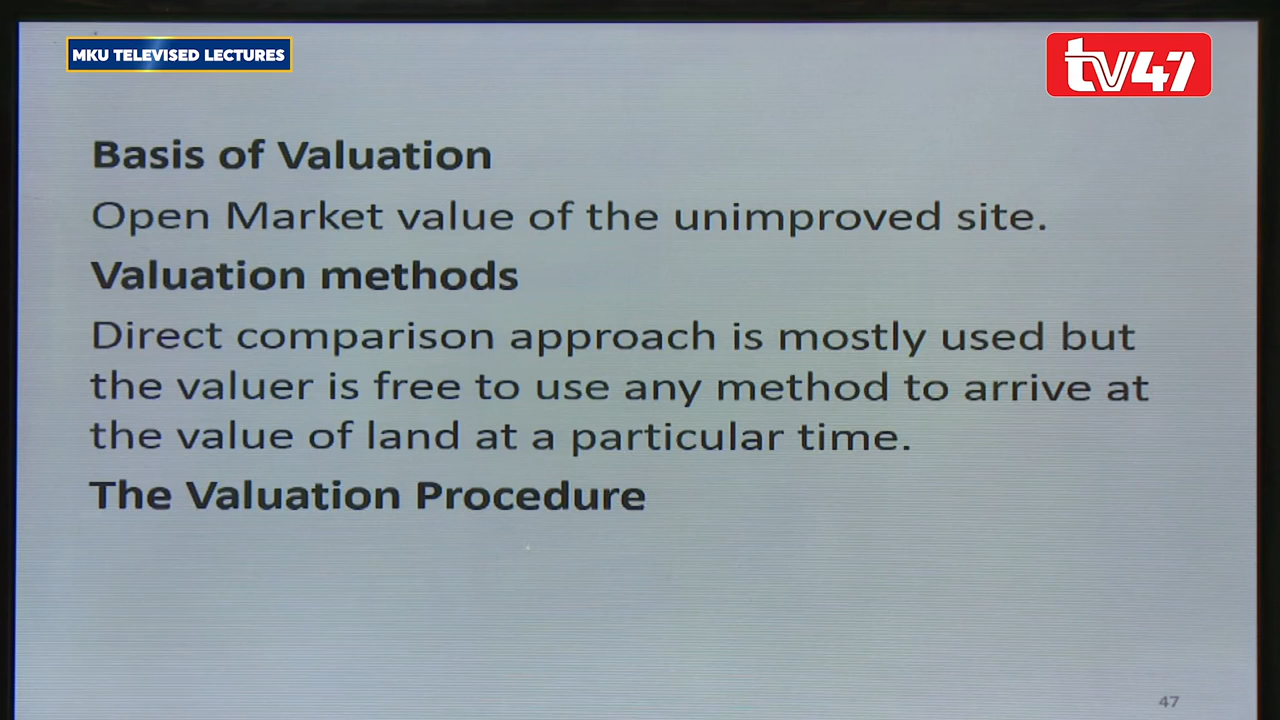 MKU TELEVISED LECTURES
tv47
Basis of Valuation
Open Market value of the unimproved site.
Valuation methods
Direct comparison approach is mostly used but
the valuer is free to use any method to arrive at
the value of land at a particular time.
The Valuation Procedure
47